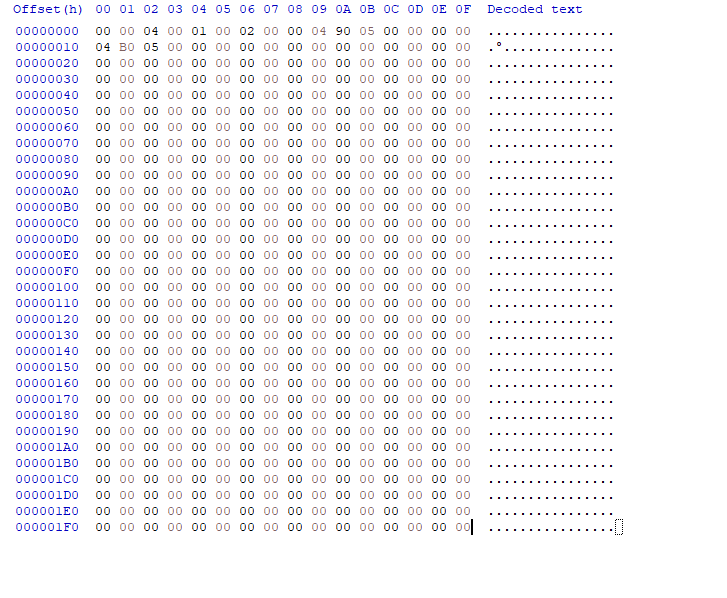 Offset(h) 00 01 02 03 04 05 06 07 08 09 0A 0B 0C 0D 0E 0F Decoded text
00000000 00 00 04 00 01 00 02 00 00 04 90 05 00 00 00 00 ................
00000010 04 B0 05 00 00 00 00 00 00 00 00 00 00 00 00 00 .°..............
00000020 00 00 00 00 00 00 00 00 00 00 00 00 00 00 00 00 ................
00000030 00 00 00 00 00 00 00 00 00 00 00 00 00 00 00 00 ................
00000040 00 00 00 00 00 00 00 00 00 00 00 00 00 00 00 00 ................
00000050 00 00 00 00 00 00 00 00 00 00 00 00 00 00 00 00 ................
00000060 00 00 00 00 00 00 00 00 00 00 00 00 00 00 00 00 ................
00000070 00 00 00 00 00 00 00 00 00 00 00 00 00 00 00 00 ................
00000080 00 00 00 00 00 00 00 00 00 00 00 00 00 00 00 00 ................
00000090 00 00 00 00 00 00 00 00 00 00 00 00 00 00 00 00 ................
000000A0 00 00 00 00 00 00 00 00 00 00 00 00 00 00 00 00 ................
000000B0 00 00 00 00 00 00 00 00 00 00 00 00 00 00 00 00 ................
000000C0 00 00 00 00 00 00 00 00 00 00 00 00 00 00 00 00 ................
000000D0 00 00 00 00 00 00 00 00 00 00 00 00 00 00 00 00 ................
000000E0 00 00 00 00 00 00 00 00 00 00 00 00 00 00 00 00 ................
000000F0 00 00 00 00 00 00 00 00 00 00 00 00 00 00 00 00 ................
00000100 00 00 00 00 00 00 00 00 00 00 00 00 00 00 00 00 ................
00000110 00 00 00 00 00 00 00 00 00 00 00 00 00 00 00 00 ................
00000120 00 00 00 00 00 00 00 00 00 00 00 00 00 00 00 00 ................
00000130 00 00 00 00 00 00 00 00 00 00 00 00 00 00 00 00 ................
00000140 00 00 00 00 00 00 00 00 00 00 00 00 00 00 00 00 ................
00000150 00 00 00 00 00 00 00 00 00 00 00 00 00 00 00 00 ................
00000160 00 00 00 00 00 00 00 00 00 00 00 00 00 00 00 00 ................
00000170 00 00 00 00 00 00 00 00 00 00 00 00 00 00 00 00 ................
00000180 00 00 00 00 00 00 00 00 00 00 00 00 00 00 00 00 ................
00000190 00 00 00 00 00 00 00 00 00 00 00 00 00 00 00 00 ................
000001A0 00 00 00 00 00 00 00 00 00 00 00 00 00 00 00 00 ................
000001B0 00 00 00 00 00 00 00 00 00 00 00 00 00 00 00 00 ................
000001C0 00 00 00 00 00 00 00 00 00 00 00 00 00 00 00 00 ................
000001D0 00 00 00 00 00 00 00 00 00 00 00 00 00 00 00 00 ................
000001E0 00 00 00 00 00 00 00 00 00 00 00 00 00 00 00 00 ................
000001F0 00 00 00 00 00 00 00 00 00 00 00 00 00 00 00 00 ................